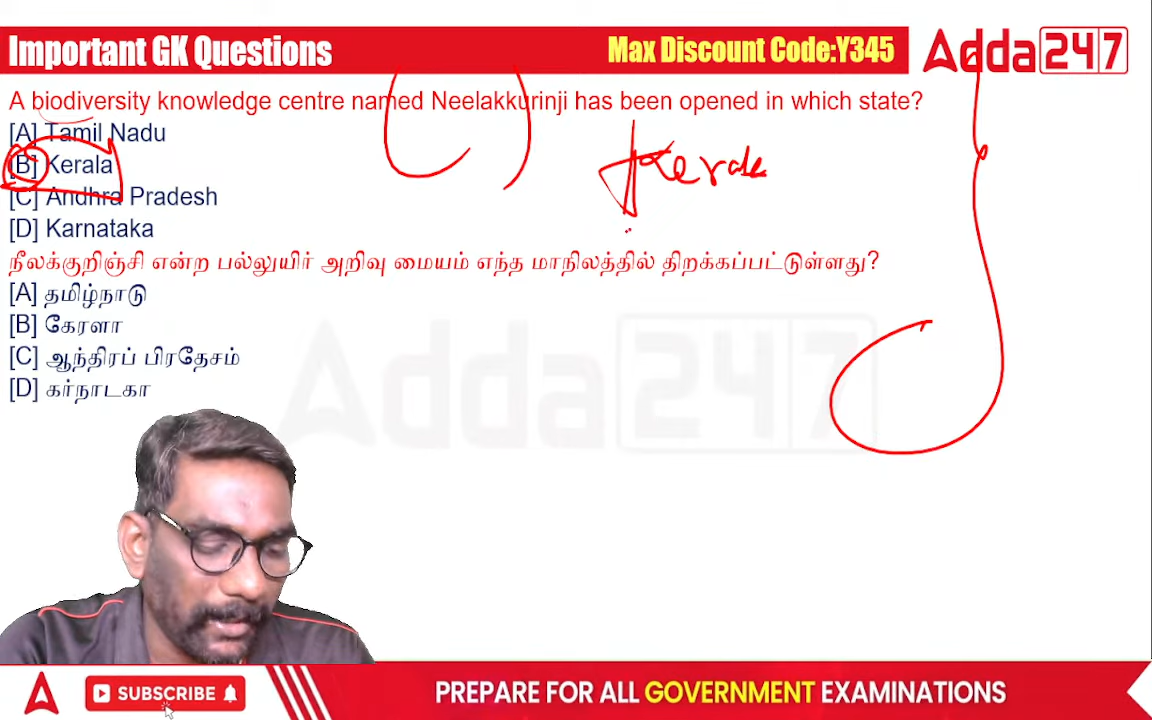 Important GK Questions
Max Discount Code:Y345
Adda247
A biodiversity knowledge centre named Neelakkurinji has been opened in which state?
[A] Tamil Nadu
[B] Kerala
Kerala
[C] Andhra Pradesh
[D] Karnataka
நீலக்குறிஞ்சி என்ற பல்லுயிர் அறிவு மையம் எந்த மாநிலத்தில் திறக்கப்பட்டுள்ளது?
[A] தமிழ்நாடு
[B] கேரளா
[C] ஆந்திரப் பிரதேசம்
[D] கர்நாடகா
Adda247
SUBSCRIBE
PREPARE FOR ALL GOVERNMENT EXAMINATIONS